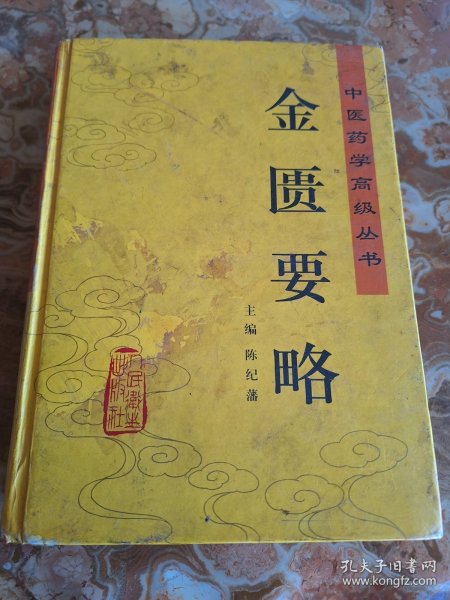 中医药学高级丛书
金匮要略
主编 陈纪藩
人民卫生
出版社
孔夫子旧书网
www.kongfz.com